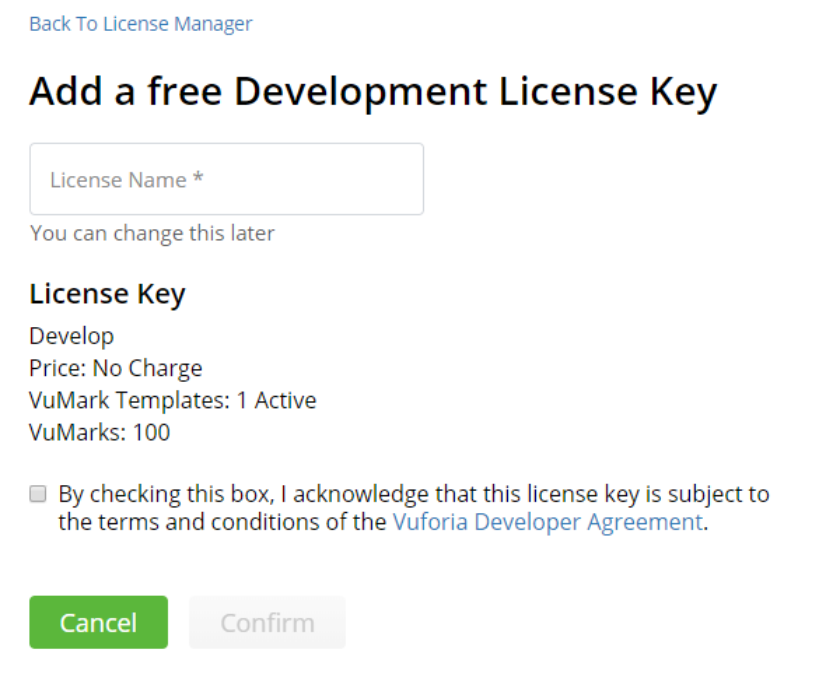 Back To License Manager
Add a free Development License Key
License Name *
You can change this later
License Key
Develop
Price: No Charge
VuMark Templates: 1 Active
VuMarks: 100
By checking this box, I acknowledge that this license key is subject to
the terms and conditions of the Vuforia Developer Agreement.
Cancel Confirm